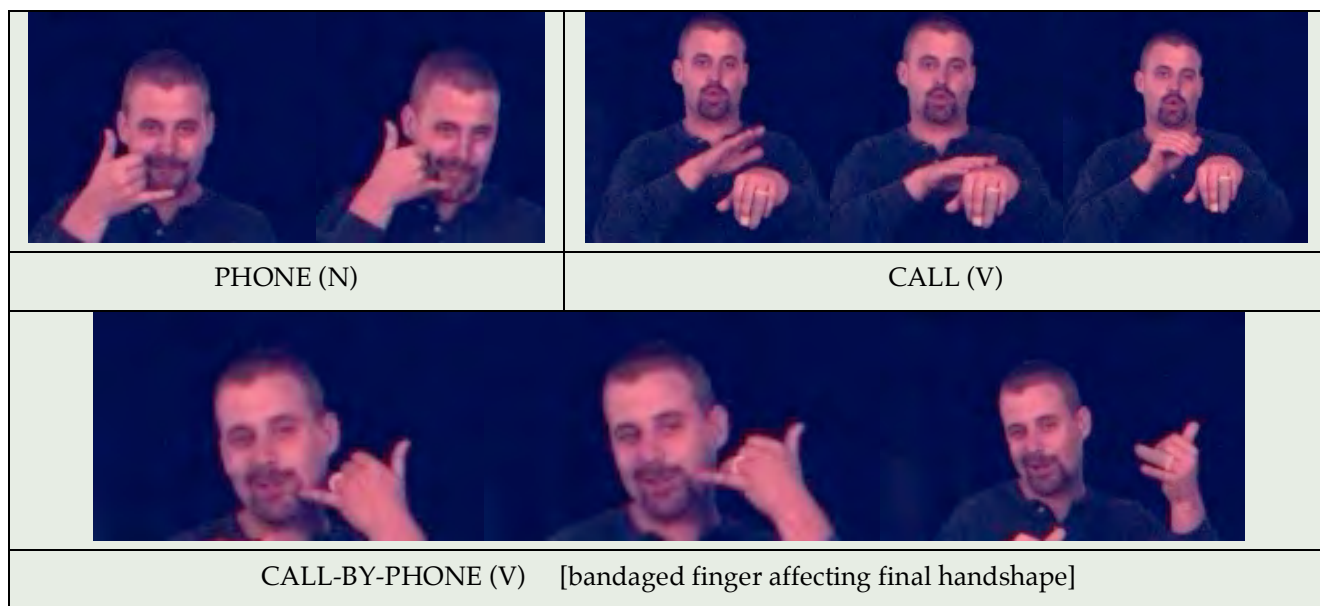 PHONE (N)
CALL (V)
CALL-BY-PHONE (V) [bandaged finger affecting final handshape]